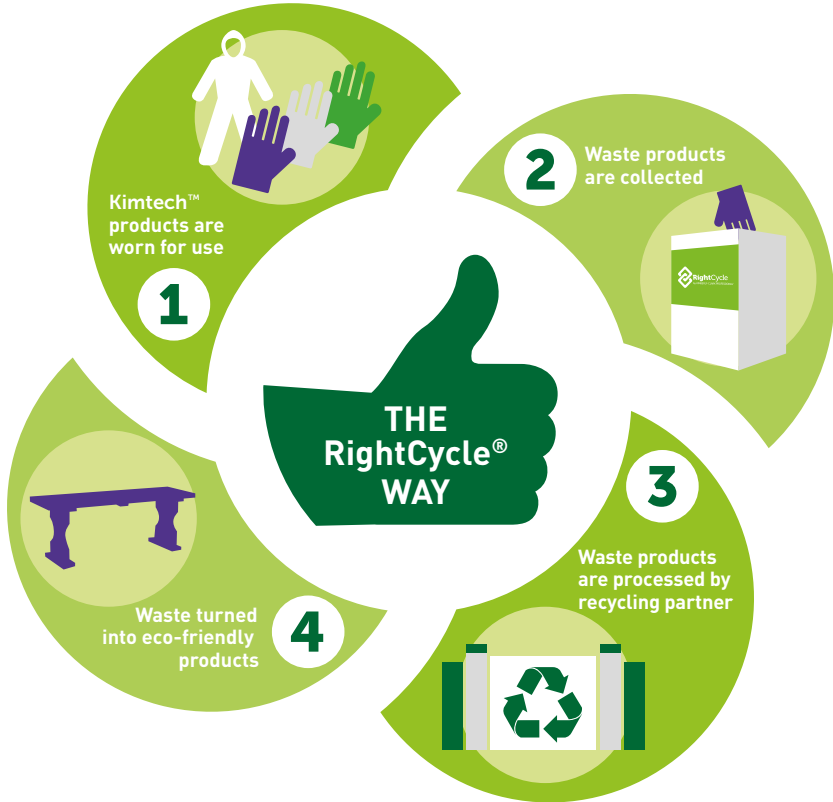 Kimtech™
products are
worn for use
1
2
Waste products
are collected
RightCycle
THE
RightCycle®
WAY
3
Waste products
are processed by
recycling partner
Waste turned
into eco-friendly
products
4